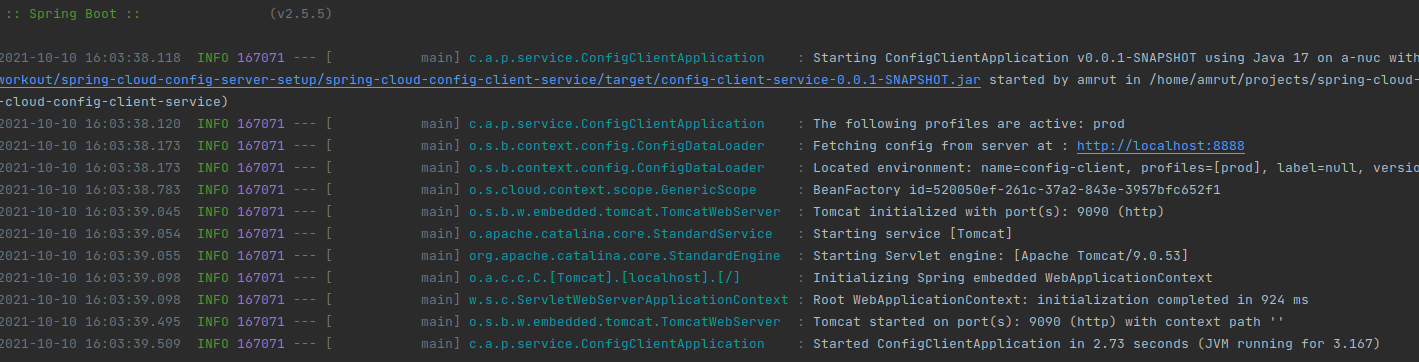 :: Spring Boot :: (v2.5.5)
2021-10-10 16:03:38.118 INFO 167071 --- [ main] c.a.p.service.ConfigClientApplication : Starting ConfigClientApplication v0.0.1-SNAPSHOT using Java 17 on a-nuc with
workout/spring-cloud-config-server-setup/spring-cloud-config-client-service/target/config-client-service-0.0.1-SNAPSHOT.jar started by amrut in /home/amrut/projects/spring-cloud-
-cloud-config-client-service)
2021-10-10 16:03:38.120 INFO 167071 --- [ main] c.a.p.service.ConfigClientApplication : The following profiles are active: prod
2021-10-10 16:03:38.173 INFO 167071 --- [ main] o.s.b.context.config.ConfigDataLoader : Fetching config from server at : http://localhost:8888
2021-10-10 16:03:38.173 INFO 167071 --- [ main] o.s.b.context.config.ConfigDataLoader : Located environment: name=config-client, profiles=[prod], label=null, versio
2021-10-10 16:03:38.783 INFO 167071 --- [ main] o.s.cloud.context.scope.GenericScope : BeanFactory id=520050ef-261c-37a2-843e-3957bfc652f1
2021-10-10 16:03:39.045 INFO 167071 --- [ main] o.s.b.w.embedded.tomcat.TomcatWebServer : Tomcat initialized with port(s): 9090 (http)
2021-10-10 16:03:39.054 INFO 167071 --- [ main] o.apache.catalina.core.StandardService : Starting service [Tomcat]
2021-10-10 16:03:39.055 INFO 167071 --- [ main] org.apache.catalina.core.StandardEngine : Starting Servlet engine: [Apache Tomcat/9.0.53]
2021-10-10 16:03:39.098 INFO 167071 --- [ main] o.a.c.c.C.[Tomcat].[localhost].[/] : Initializing Spring embedded WebApplicationContext
2021-10-10 16:03:39.098 INFO 167071 --- [ main] w.s.c.ServletWebServerApplicationContext : Root WebApplicationContext: initialization completed in 924 ms
2021-10-10 16:03:39.495 INFO 167071 --- [ main] o.s.b.w.embedded.tomcat.TomcatWebServer : Tomcat started on port(s): 9090 (http) with context path ''
2021-10-10 16:03:39.509 INFO 167071 --- [ main] c.a.p.service.ConfigClientApplication : Started ConfigClientApplication in 2.73 seconds (JVM running for 3.167)